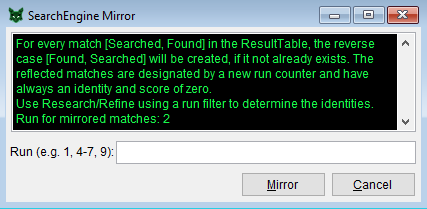 SearchEngine Mirror
For every match [Searched, Found] in the ResultTable, the reverse
case [Found, Searched] will be created, if it not already exists. The
reflected matches are designated by a new run counter and have
always an identity and score of zero.
Use Research/Refine using a run filter to determine the identities.
Run for mirrored matches: 2
Run (e.g. 1, 4-7, 9):
Mirror Cancel